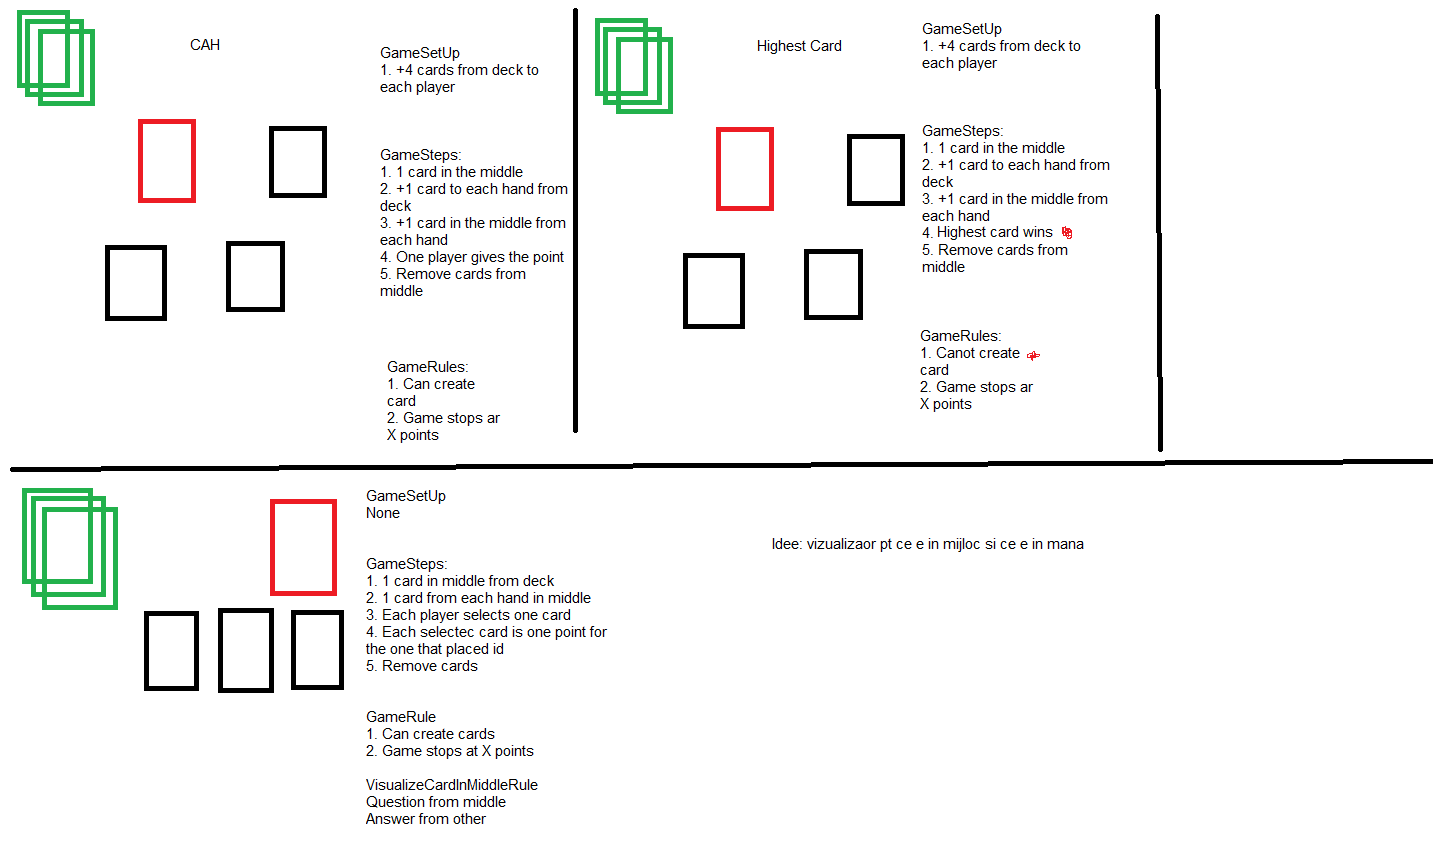 CAH
GameSetUp
1. +4 cards from deck to
each player
GameSteps:
1. 1 card in the middle
2. +1 card to each hand from
deck
3. +1 card in the middle from
each hand
4. One player gives the point
5. Remove cards from
middle
GameRules:
1. Can create
card
2. Game stops ar
X points
Highest Card
GameSetUp
1. +4 cards from deck to
each player
GameSteps:
1. 1 card in the middle
2. +1 card to each hand from
deck
3. +1 card in the middle from
each hand
4. Highest card wins
5. Remove cards from
middle
GameRules:
1. Canot create
card
2. Game stops ar
X points
GameSetUp
None
GameSteps:
1. 1 card in middle from deck
2. 1 card from each hand in middle
3. Each player selects one card
4. Each selectec card is one point for
the one that placed id
5. Remove cards
GameRule
1. Can create cards
2. Game stops at X points
VisualizeCardInMiddleRule
Question from middle
Answer from other
Idee: vizualizaor pt ce e in mijloc si ce e in mana